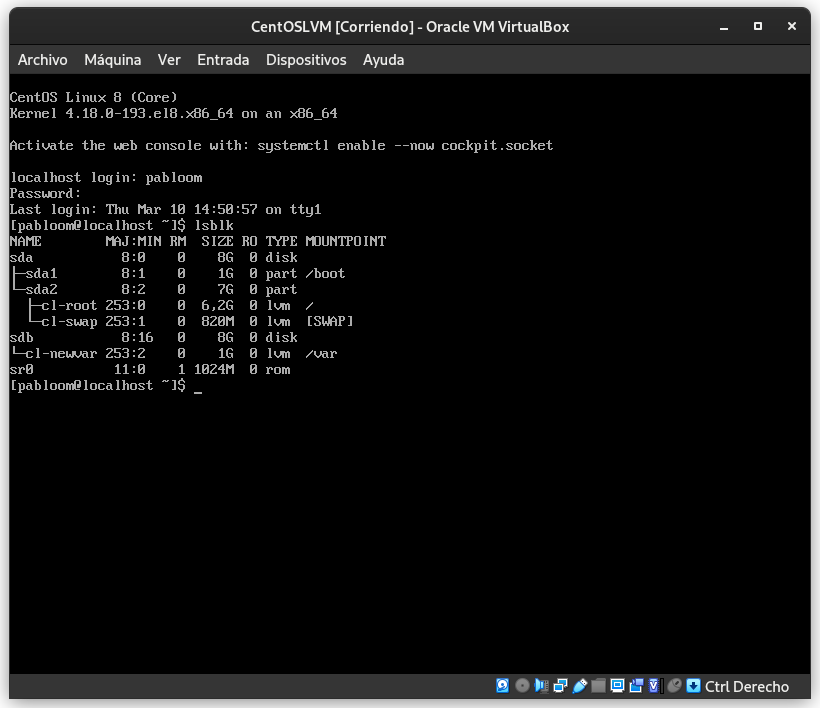 CentOSLVM [Corriendo] - Oracle VM VirtualBox
Archivo Máquina Ver Entrada Dispositivos Ayuda
CentOS Linux 8 (Core)
Kernel 4.18.0-193.el8.x86_64 on an x86_64
Activate the web console with: systemctl enable --now cockpit.socket
localhost login: pabloom
Password:
Last login: Thu Mar 10 14:50:57 on tty1
[pabloom@localhost ~]$ lsblk
NAME        MAJ:MIN RM  SIZE RO TYPE MOUNTPOINT
sda           8:0    0    8G  0 disk
├─sda1        8:1    0    1G  0 part /boot
└─sda2        8:2    0    7G  0 part
  ├─cl-root 253:0    0  6,2G  0 lvm  /
  └─cl-swap 253:1    0  820M  0 lvm  [SWAP]
sdb           8:16   0    8G  0 disk
└─cl-newvar 253:2    0    1G  0 lvm  /var
sr0          11:0    1 1024M  0 rom
[pabloom@localhost ~]$ _
Ctrl Derecho